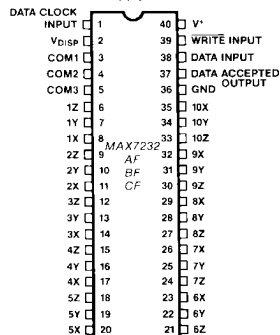 DATA CLOCK
INPUT 1 40 V+
VDISP 2 39 WRITE INPUT
COM1 3 38 DATA INPUT
COM2 4 37 DATA ACCEPTED
OUTPUT
COM3 5 36 GND
1Z 6 35 10X
1Y 7 34 10Y
1X 8 33 10Z
MAX7232
2Z 9 32 9X
AF
2Y 10 31 9Y
BF
2X 11 30 9Z
CF
3Z 12 29 8X
3Y 13 28 8Y
3X 14 27 8Z
4Z 15 26 7X
4Y 16 25 7Y
4X 17 24 7Z
5Z 18 23 6X
5Y 19 22 6Y
5X 20 21 6Z